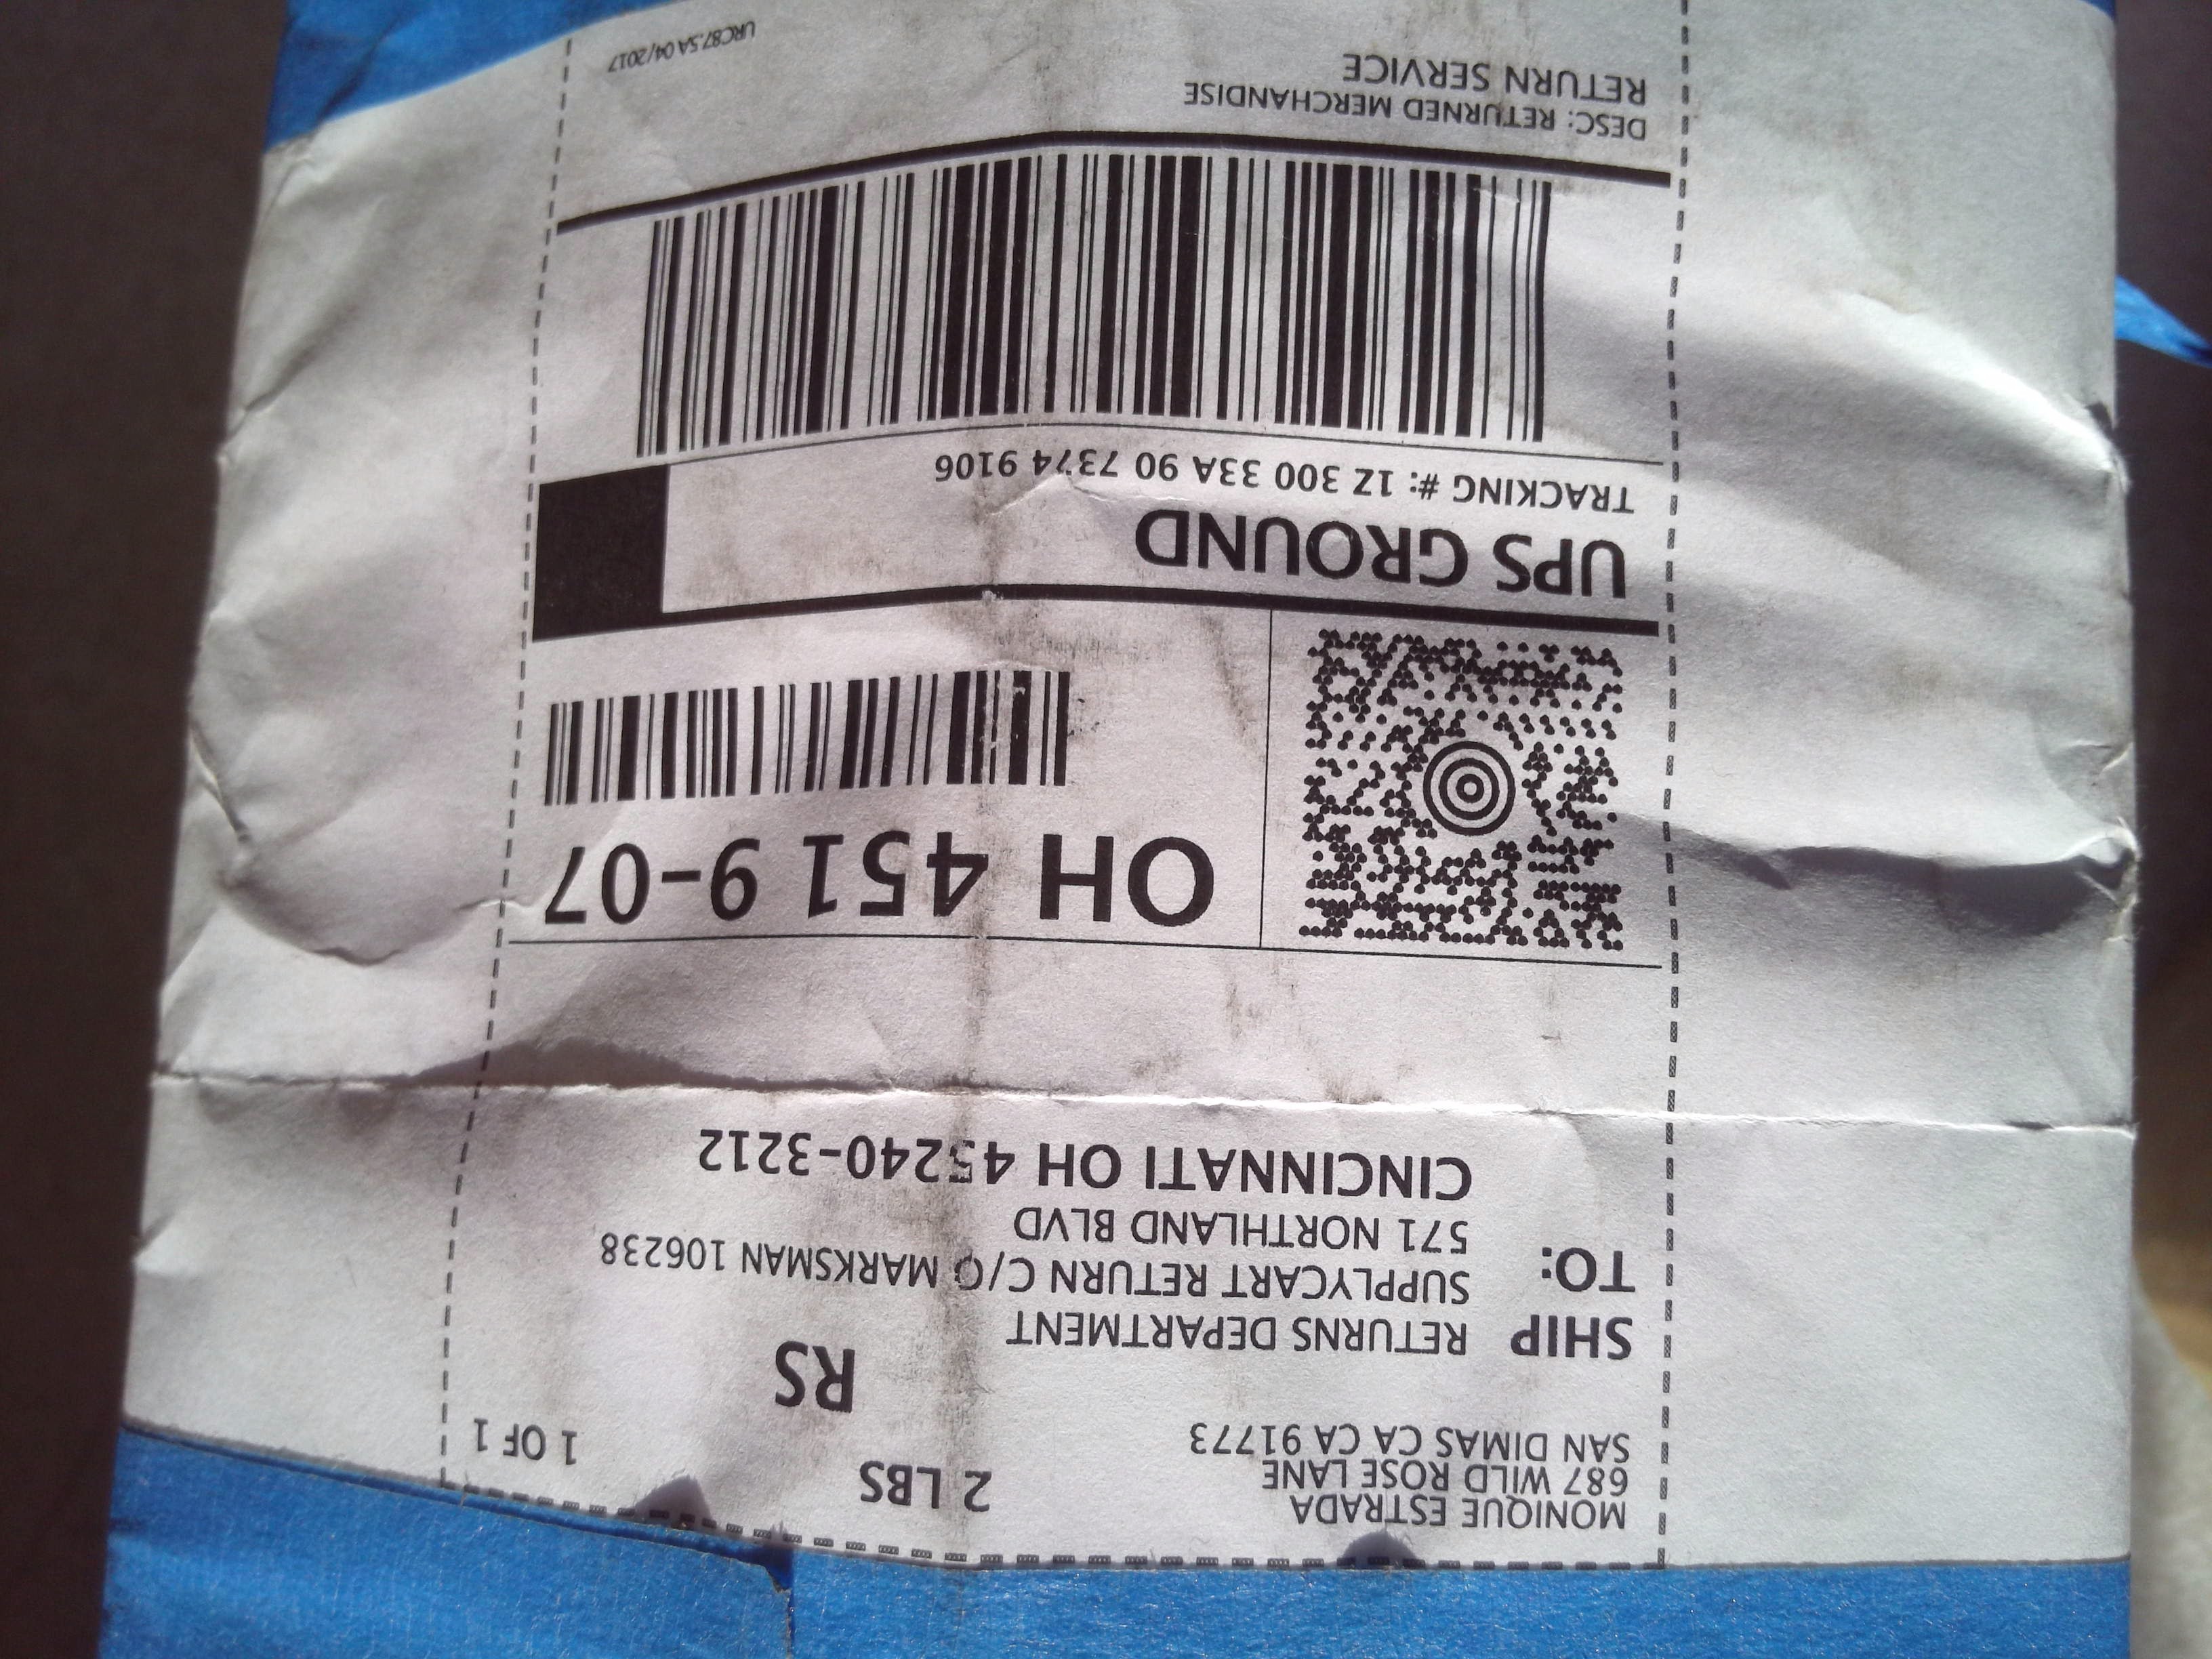 MONIQUE ESTRADA
687 WILD ROSE LANE
SAN DIMAS CA CA 91773
2 LBS
1 OF 1
RS
SHIP
TO:
RETURNS DEPARTMENT
SUPPLYCART RETURN C/O MARKSMAN 106238
571 NORTHLAND BLVD
CINCINNATI OH 45240-3212
OH 451 9-07
UPS GROUND
TRACKING #: 1Z 300 33A 90 7374 9106
DESC: RETURNED MERCHANDISE
RETURN SERVICE
URC87.5A 04/2017